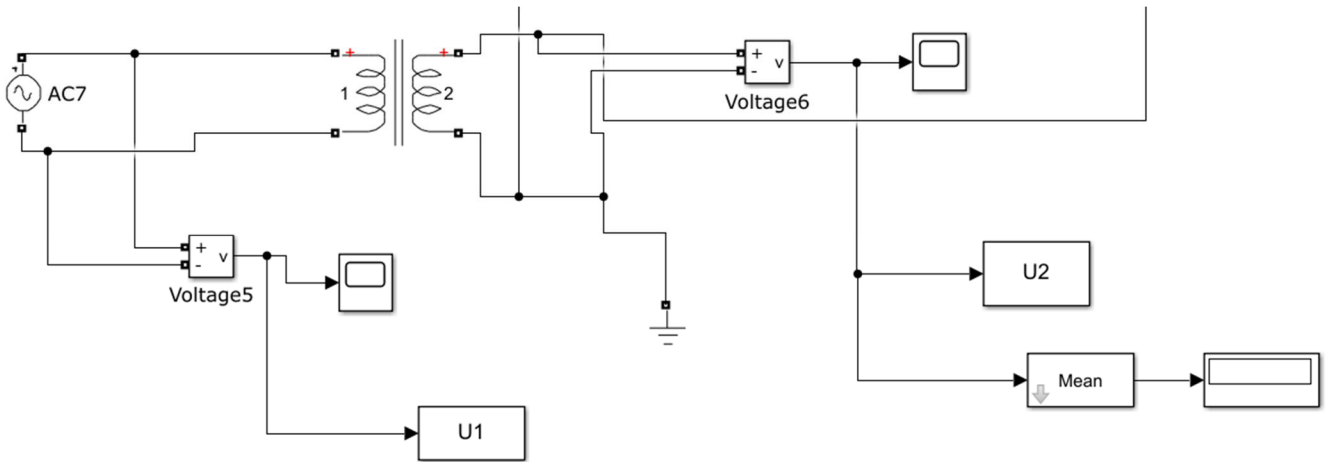 + +
AC7
1 2
+
-
v
Voltage6
+
-
v
Voltage5
U2
Mean
U1